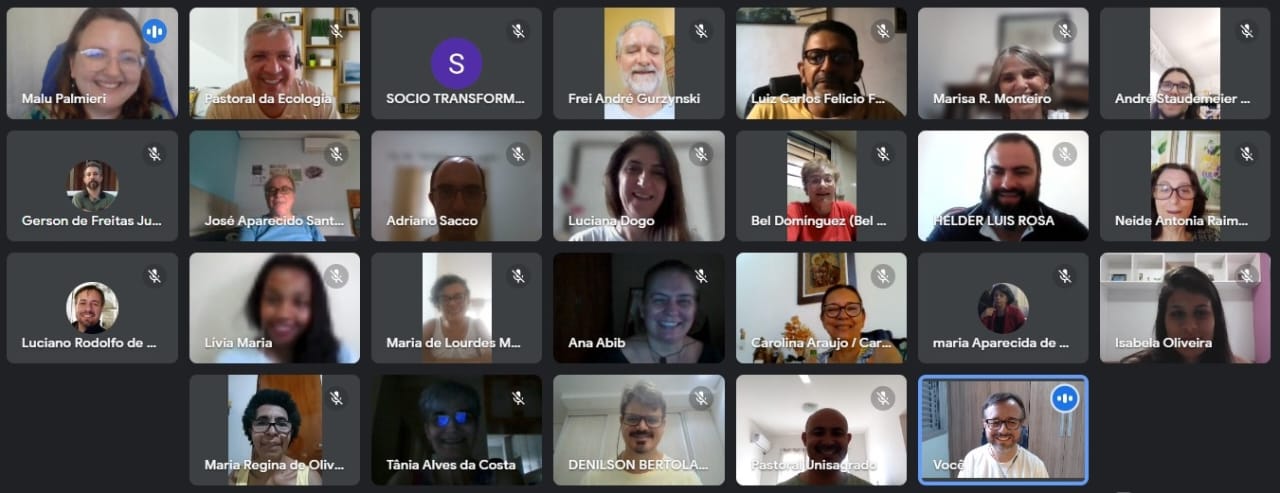 Malu Palmieri
Pastoral da Ecologia
S
SOCIO TRANSFORM...
Frei André Gurzynski
Luiz Carlos Felicio F...
Marisa R. Monteiro
André Staudemeier ...
Gerson de Freitas Ju...
José Aparecido Sant...
Adriano Sacco
Luciana Dogo
Bel Domínguez (Bel ...
HÉLDER LUIS ROSA
Neide Antonia Raim...
Luciano Rodolfo de ...
Lívia Maria
Maria de Lourdes M...
Ana Abib
Carolina Araujo / Car...
maria Aparecida de ...
Isabela Oliveira
Maria Regina de Oliv...
Tânia Alves da Costa
DENILSON BERTOLA...
Pastoral Unisagrado
Você